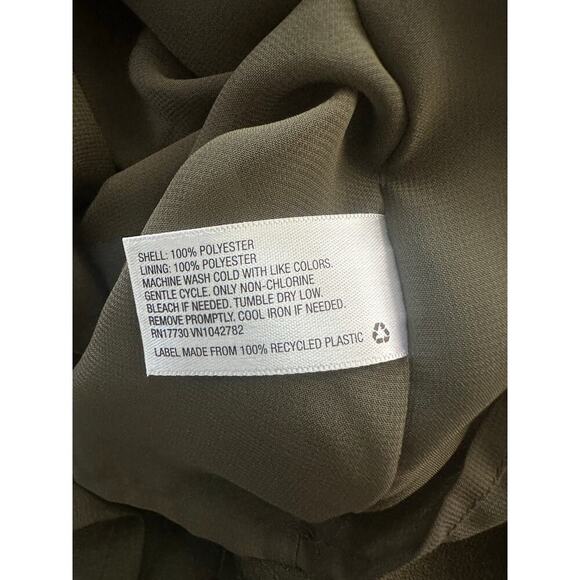 SHELL: 100% POLYESTER
LINING: 100% POLYESTER
MACHINE WASH COLD WITH LIKE COLORS.
GENTLE CYCLE. ONLY NON-CHLORINE
BLEACH IF NEEDED. TUMBLE DRY LOW.
REMOVE PROMPTLY. COOL IRON IF NEEDED.
RN17730 VN1042782
LABEL MADE FROM 100% RECYCLED PLASTIC